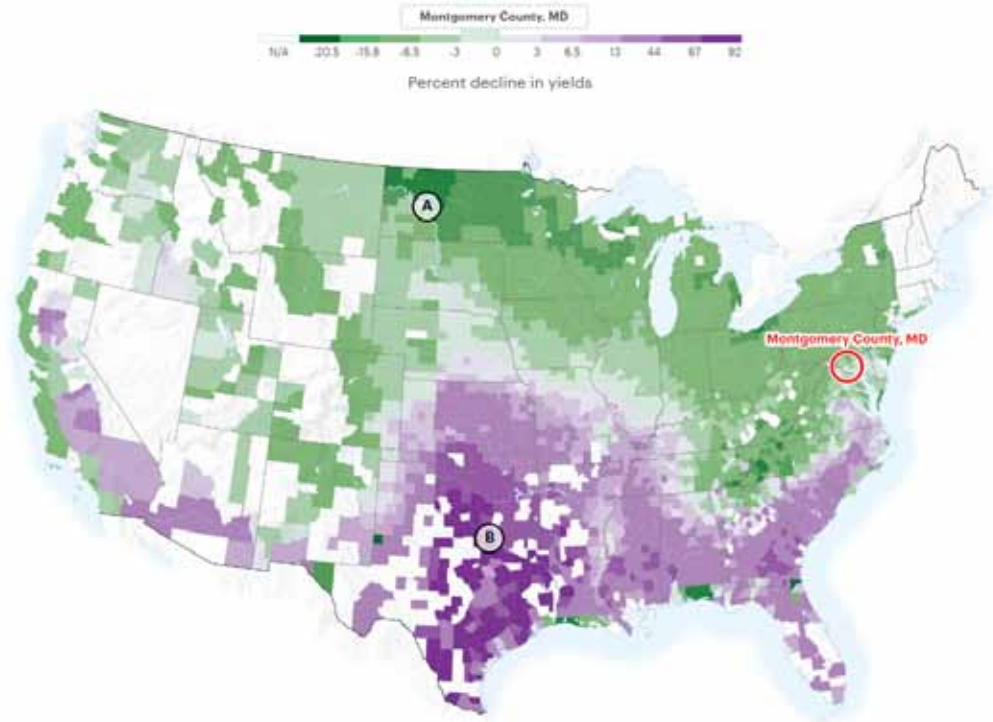 Montgomery County, MD
N/A -20.5 -15.8 -6.5 -3 0 3 6.5 13 44 67 92
Percent decline in yields
A
Montgomery County, MD
B